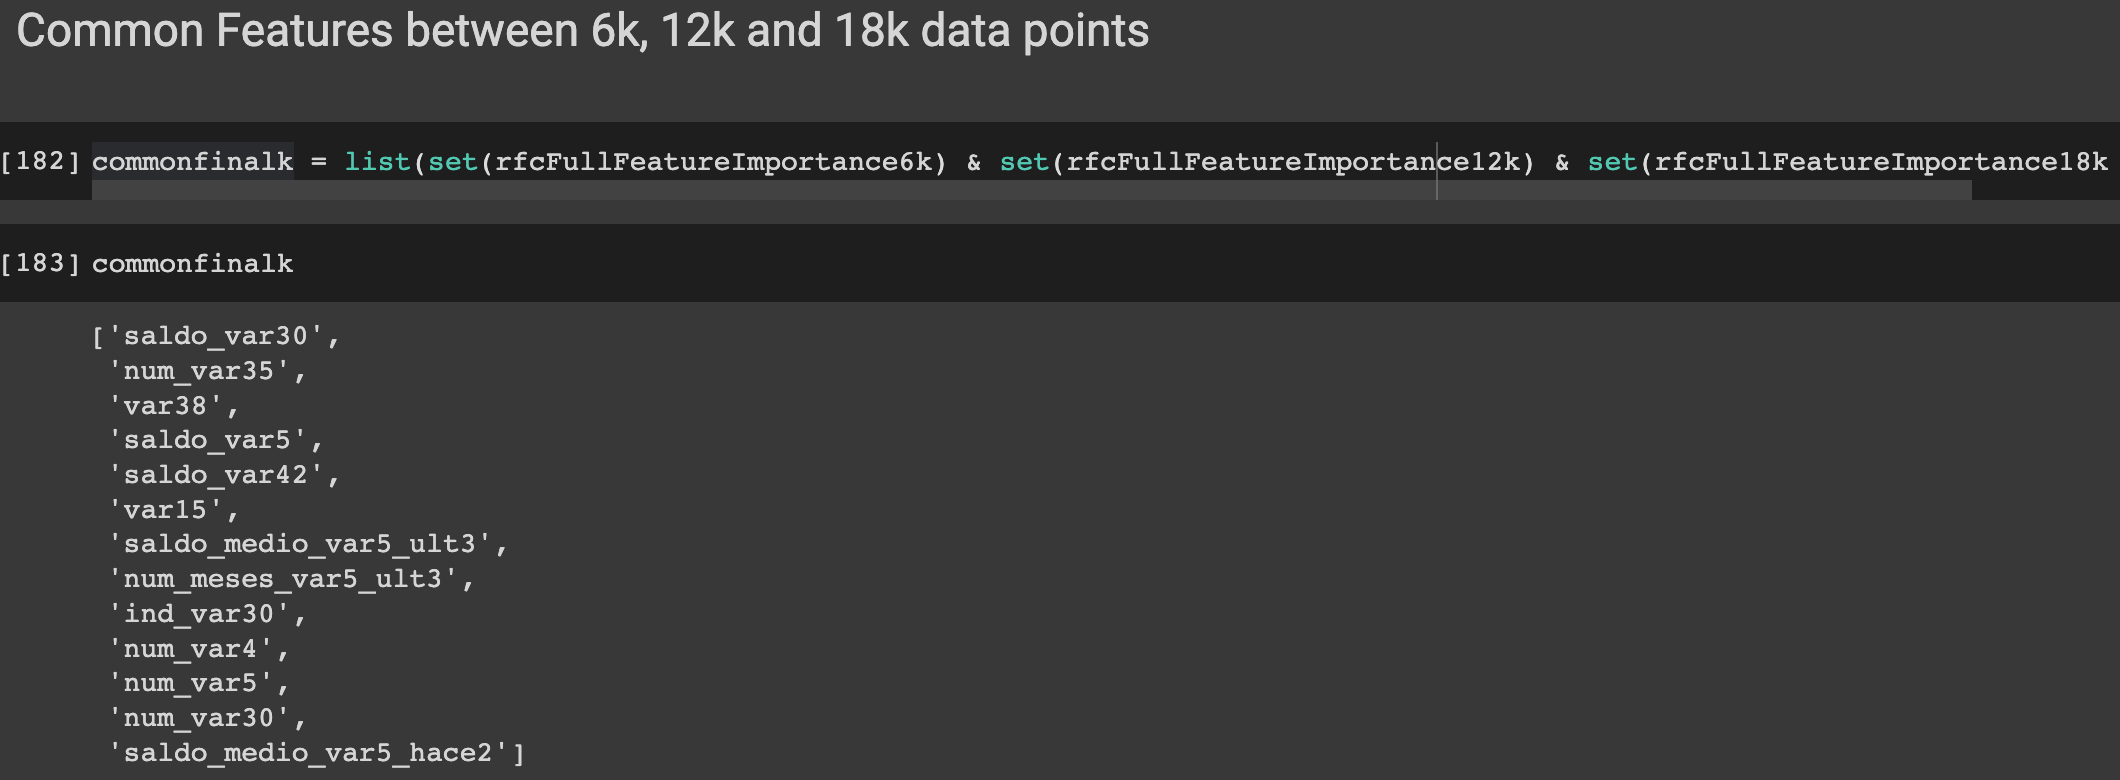 Common Features between 6k, 12k and 18k data points
[182] commonfinalk = list(set(rfcFullFeatureImportance6k) & set(rfcFullFeatureImportance12k) & set(rfcFullFeatureImportance18k
[183] commonfinalk
['saldo_var30',
'num_var35',
'var38',
'saldo_var5',
'saldo_var42',
'var15',
'saldo_medio_var5_ult3',
'num_meses_var5_ult3',
'ind_var30',
'num_var4',
'num_var5',
'num_var30',
'saldo_medio_var5_hace2']